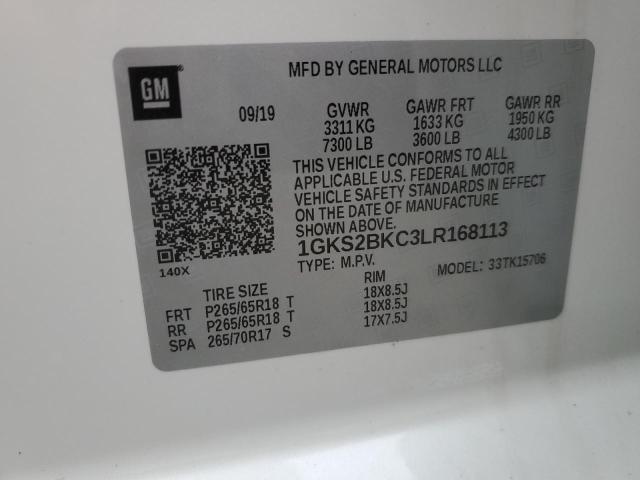 GM
MFD BY GENERAL MOTORS LLC
09/19 GVWR GAWR FRT GAWR RR
3311 KG 1633 KG 1950 KG
7300 LB 3600 LB 4300 LB
THIS VEHICLE CONFORMS TO ALL
APPLICABLE U.S. FEDERAL MOTOR
VEHICLE SAFETY STANDARDS IN EFFECT
ON THE DATE OF MANUFACTURE
SHOWN ABOVE.
1GKS2BKC3LR168113
140X
TYPE: M.P.V. MODEL: 33TK15706
TIRE SIZE RIM
FRT P265/65R18 T 18X8.5J
RR P265/65R18 T 18X8.5J
SPA 265/70R17 S 17X7.5J